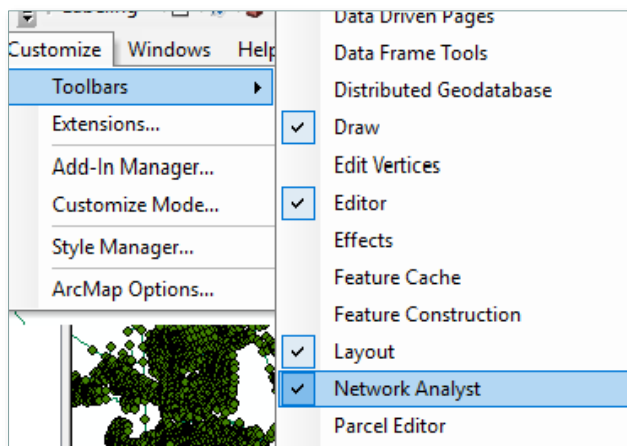 Labeling
Customize Windows Help
Toolbars
Extensions...
Add-In Manager...
Customize Mode...
Style Manager...
ArcMap Options...
Data Driven Pages
Data Frame Tools
Distributed Geodatabase
Draw
Edit Vertices
Editor
Effects
Feature Cache
Feature Construction
Layout
Network Analyst
Parcel Editor